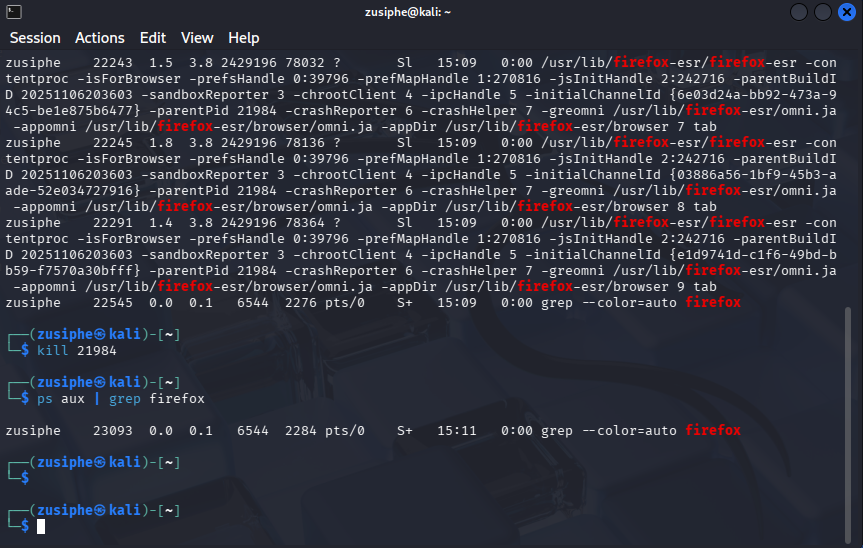 zusiphe@kali: ~
Session Actions Edit View Help
zusiphe 22243 1.5 3.8 2429196 78032 ? Sl 15:09 0:00 /usr/lib/firefox-esr/firefox-esr -con
tentproc -isForBrowser -prefsHandle 0:39796 -prefMapHandle 1:270816 -jsInitHandle 2:242716 -parentBuildI
D 20251106203603 -sandboxReporter 3 -chrootClient 4 -ipcHandle 5 -initialChannelId {6e03d24a-bb92-473a-9
4c5-be1e875b6477} -parentPid 21984 -crashReporter 6 -crashHelper 7 -greomni /usr/lib/firefox-esr/omni.ja
-appomni /usr/lib/firefox-esr/browser/omni.ja -appDir /usr/lib/firefox-esr/browser 7 tab
zusiphe 22245 1.8 3.8 2429196 78136 ? Sl 15:09 0:00 /usr/lib/firefox-esr/firefox-esr -con
tentproc -isForBrowser -prefsHandle 0:39796 -prefMapHandle 1:270816 -jsInitHandle 2:242716 -parentBuildI
D 20251106203603 -sandboxReporter 3 -chrootClient 4 -ipcHandle 5 -initialChannelId {03886a56-1bf9-45b3-a
ade-52e034727916} -parentPid 21984 -crashReporter 6 -crashHelper 7 -greomni /usr/lib/firefox-esr/omni.ja
-appomni /usr/lib/firefox-esr/browser/omni.ja -appDir /usr/lib/firefox-esr/browser 8 tab
zusiphe 22291 1.4 3.8 2429196 78364 ? Sl 15:09 0:00 /usr/lib/firefox-esr/firefox-esr -con
tentproc -isForBrowser -prefsHandle 0:39796 -prefMapHandle 1:270816 -jsInitHandle 2:242716 -parentBuildI
D 20251106203603 -sandboxReporter 3 -chrootClient 4 -ipcHandle 5 -initialChannelId {e1d9741d-c1f6-49bd-b
b59-f7570a30bfff} -parentPid 21984 -crashReporter 6 -crashHelper 7 -greomni /usr/lib/firefox-esr/omni.ja
-appomni /usr/lib/firefox-esr/browser/omni.ja -appDir /usr/lib/firefox-esr/browser 9 tab
zusiphe 22545 0.0 0.1 6544 2276 pts/0 S+ 15:09 0:00 grep --color=auto firefox
┌──(zusiphe㉿kali)-[~]
└─$ kill 21984
┌──(zusiphe㉿kali)-[~]
└─$ ps aux | grep firefox
zusiphe 23093 0.0 0.1 6544 2284 pts/0 S+ 15:11 0:00 grep --color=auto firefox
┌──(zusiphe㉿kali)-[~]
└─$
┌──(zusiphe㉿kali)-[~]
└─$